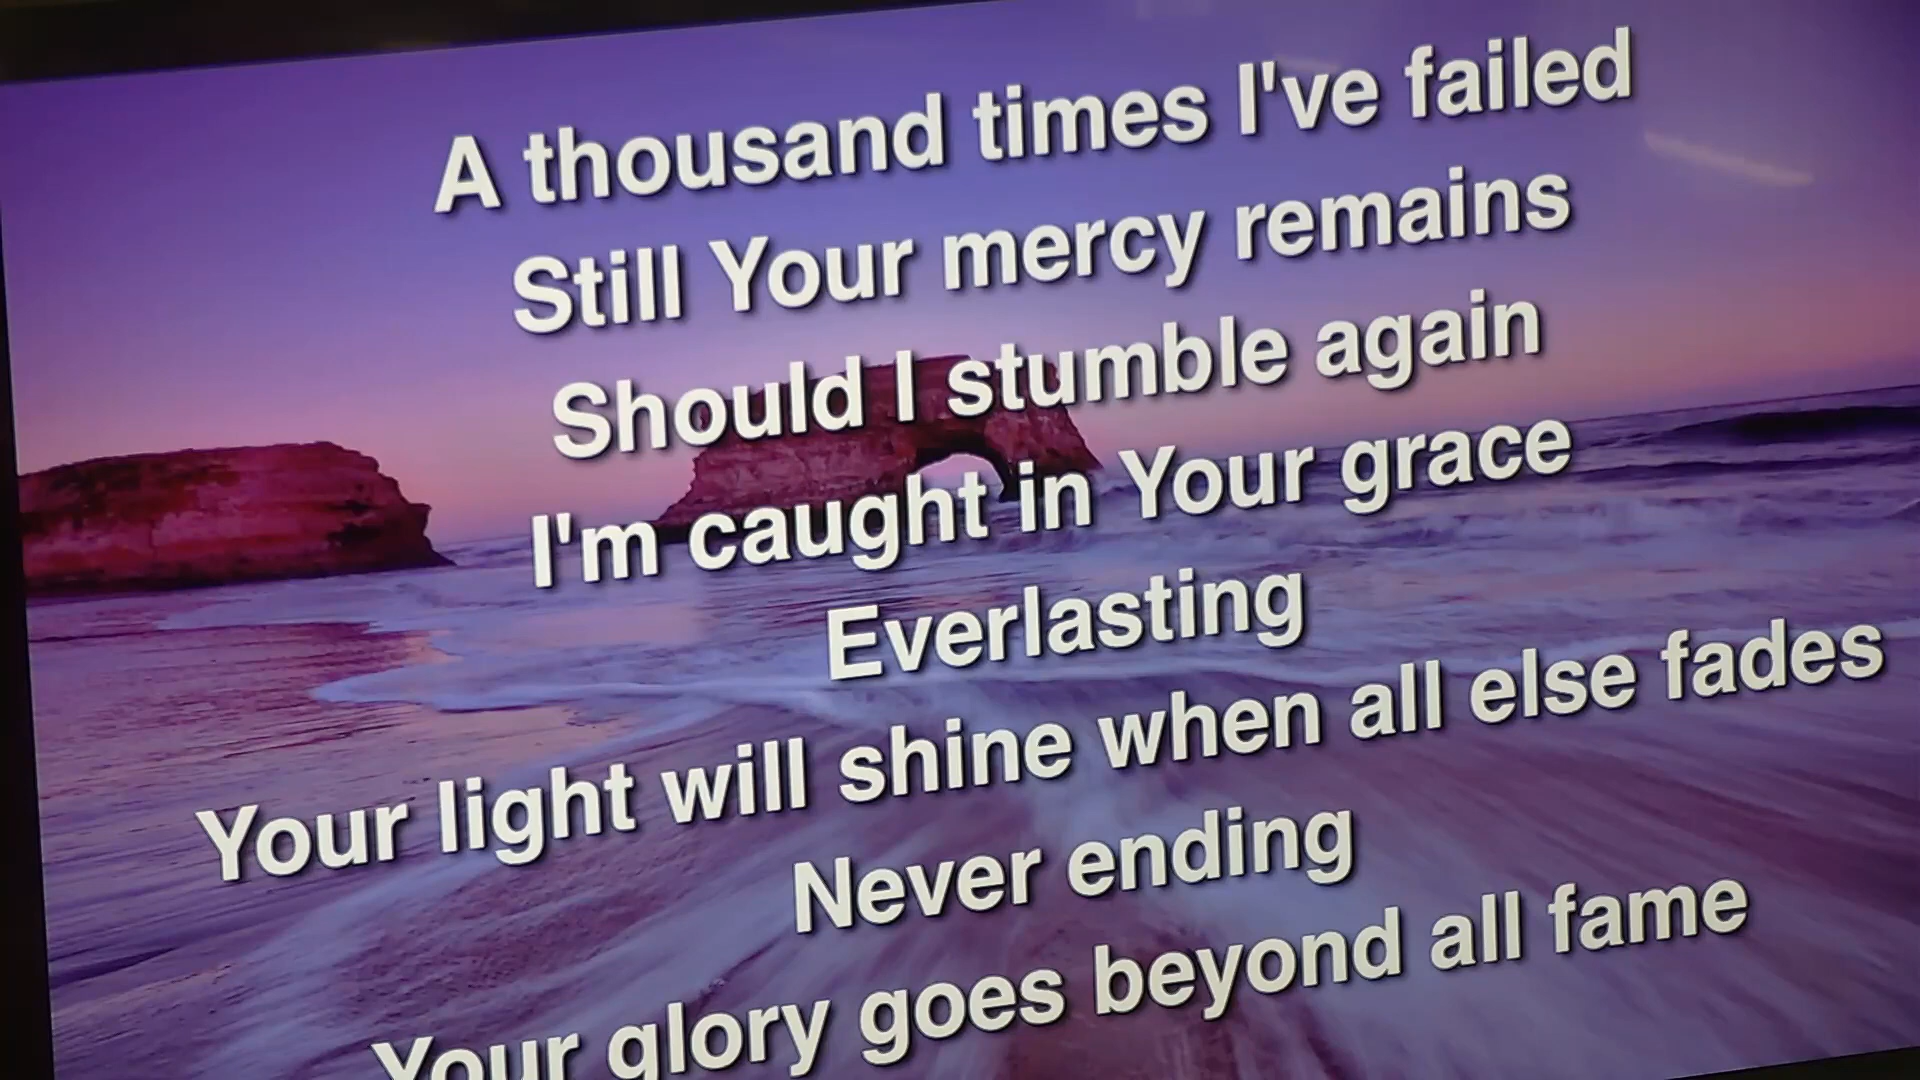 A thousand times I've failed
Still Your mercy remains
Should I stumble again
I'm caught in Your grace
Everlasting
Your light will shine when all else fades
Never ending
Your glory goes beyond all fame